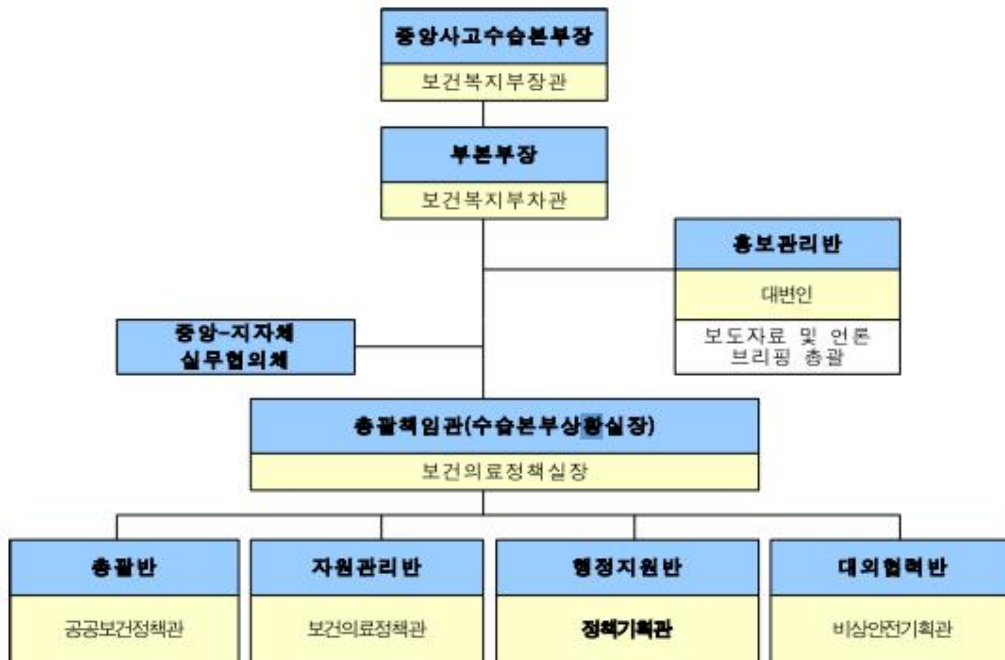 중앙사고수습본부장
보건복지부장관
부본부장
보건복지부차관
홍보관리반
대변인
보도자료 및 언론
브리핑 총괄
중앙-지자체
실무협의체
총괄책임관(수습본부상황실장)
보건의료정책실장
총괄반
자원관리반
행정지원반
대외협력반
공공보건정책관
보건의료정책관
정책기획관
비상안전기획관